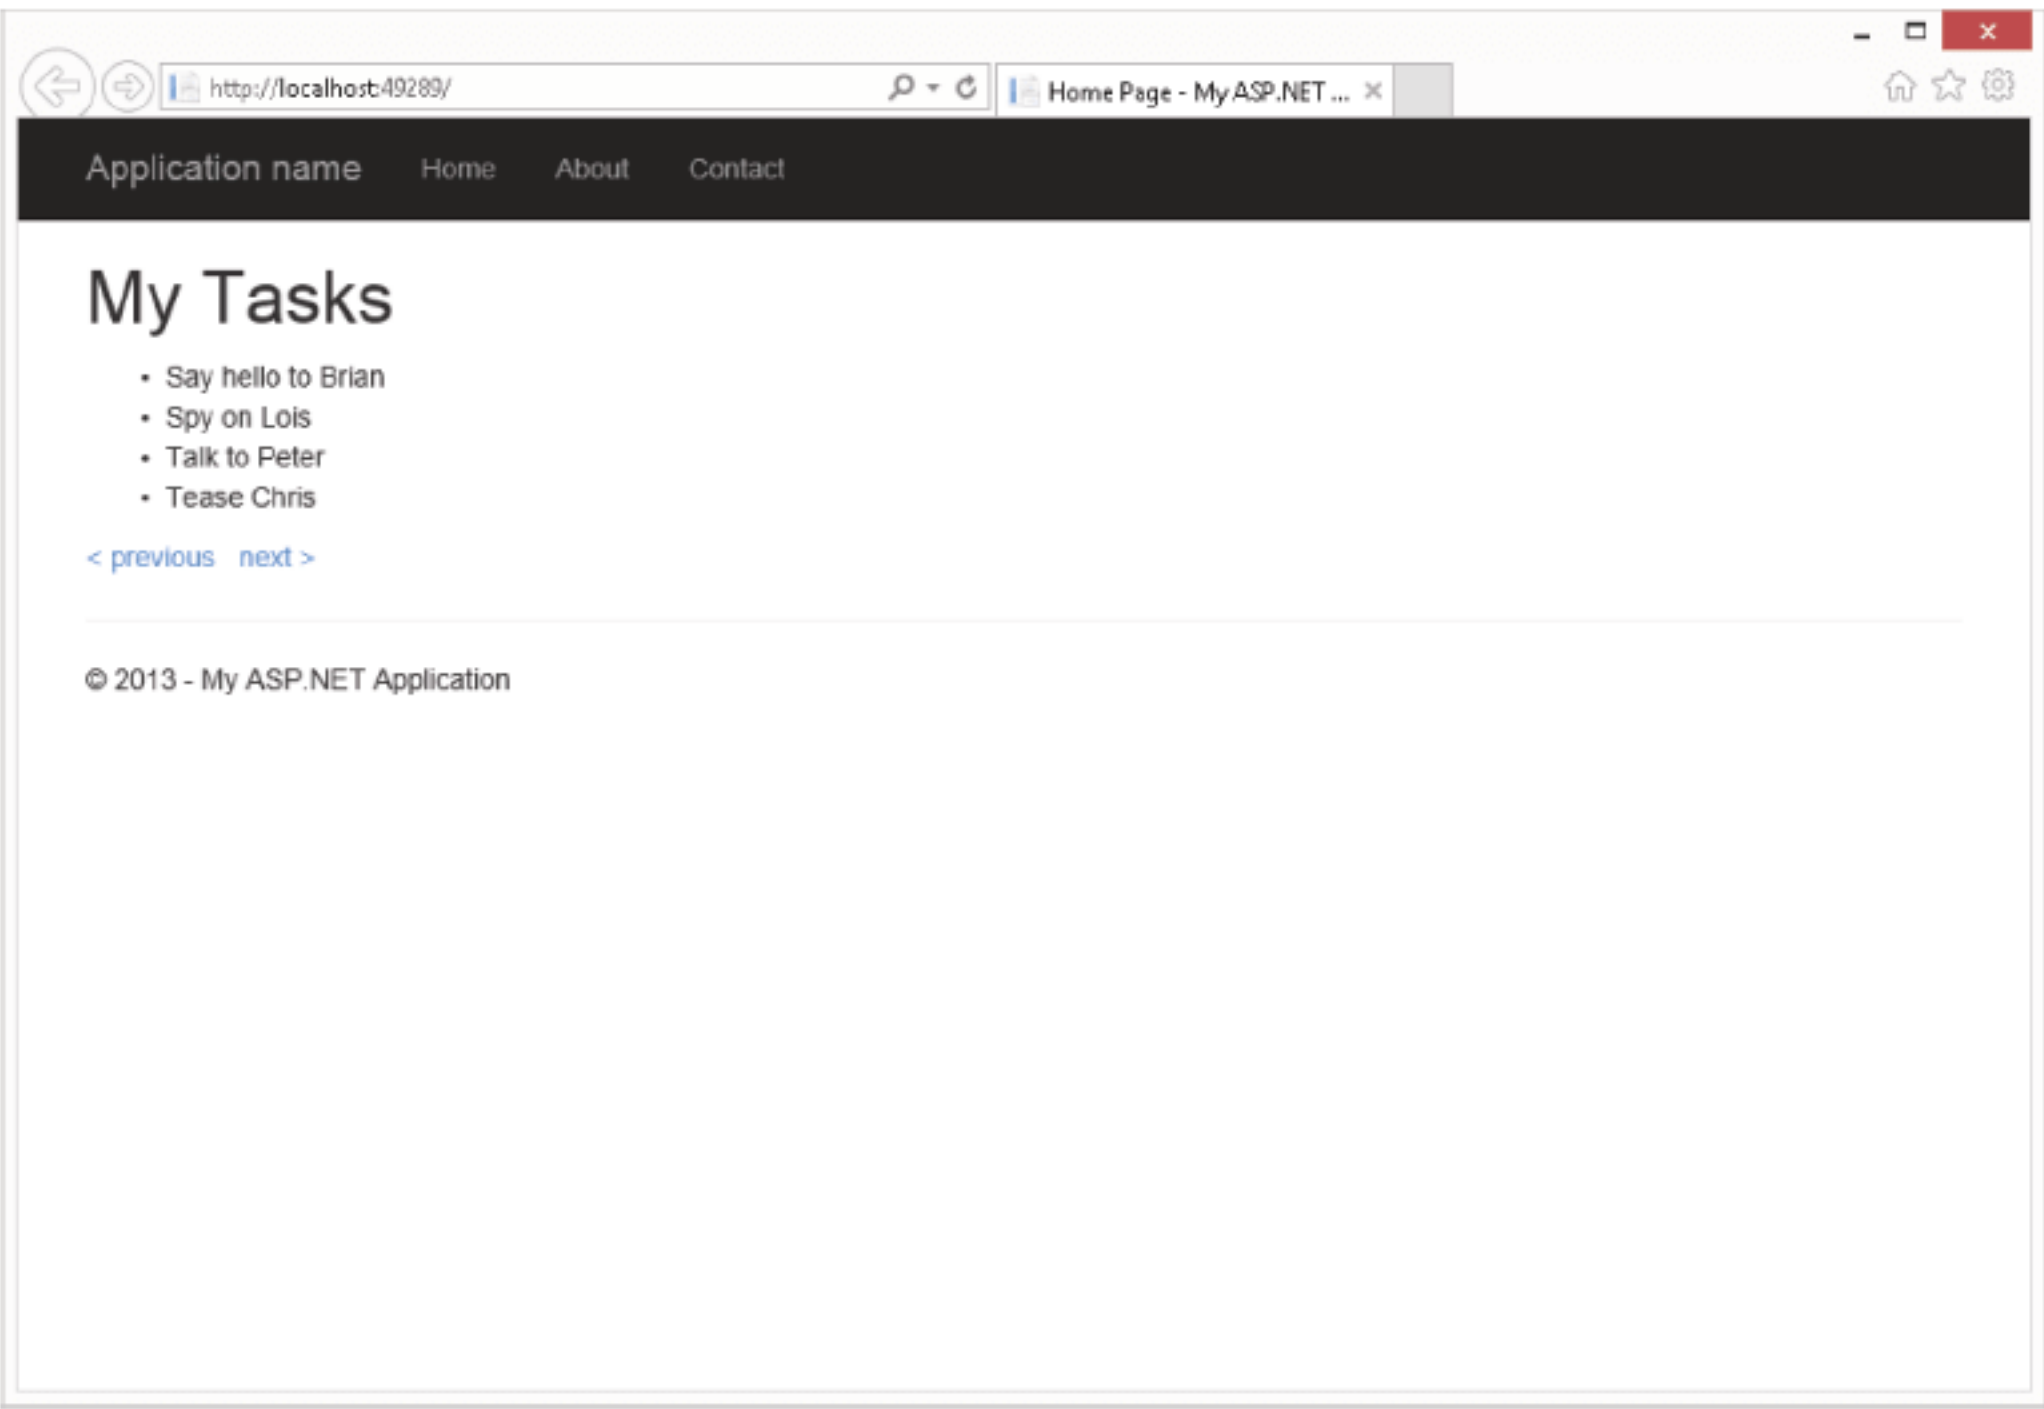 http://localhost:49289/
Home Page - My ASP.NET ...
Application name Home About Contact
My Tasks
• Say hello to Brian
• Spy on Lois
• Talk to Peter
• Tease Chris
< previous next >
© 2013 - My ASP.NET Application